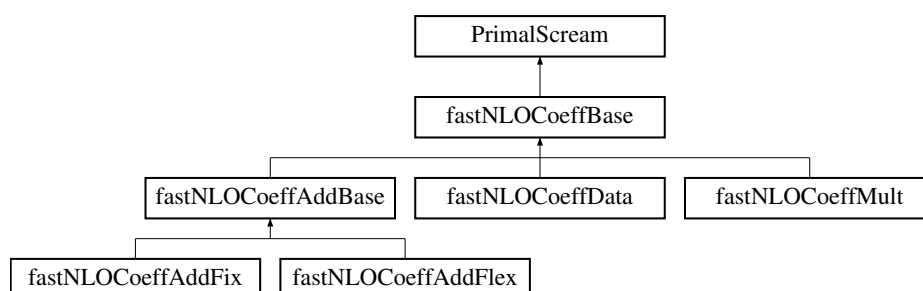 PrimalScream
fastNLOCoeffBase
fastNLOCoeffAddBase fastNLOCoeffData fastNLOCoeffMult
fastNLOCoeffAddFix fastNLOCoeffAddFlex